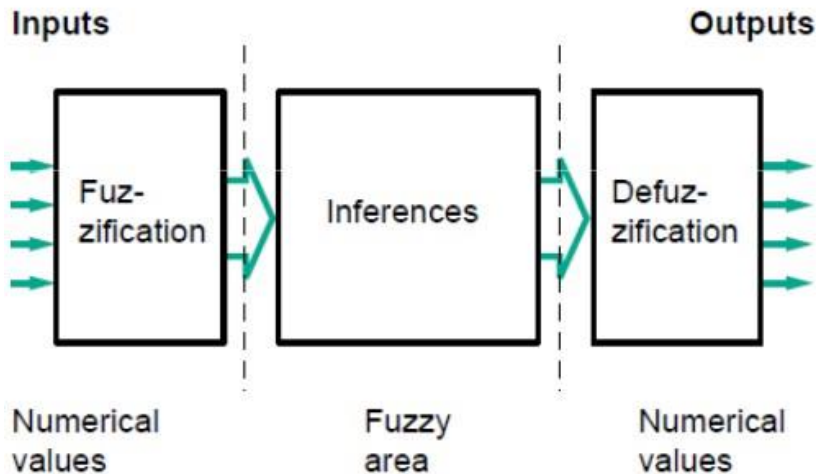 Inputs
Outputs
Fuz-
zification
Inferences
Defuz-
zification
Numerical
values
Fuzzy
area
Numerical
values